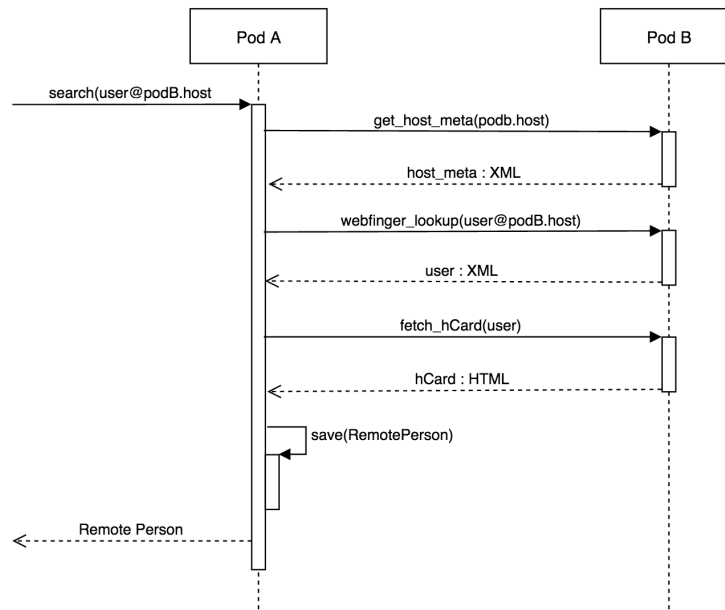 Pod A
Pod B
search(user@podB.host
get_host_meta(podb.host)
host_meta : XML
webfinger_lookup(user@podB.host)
user : XML
fetch_hCard(user)
hCard : HTML
save(RemotePerson)
Remote Person